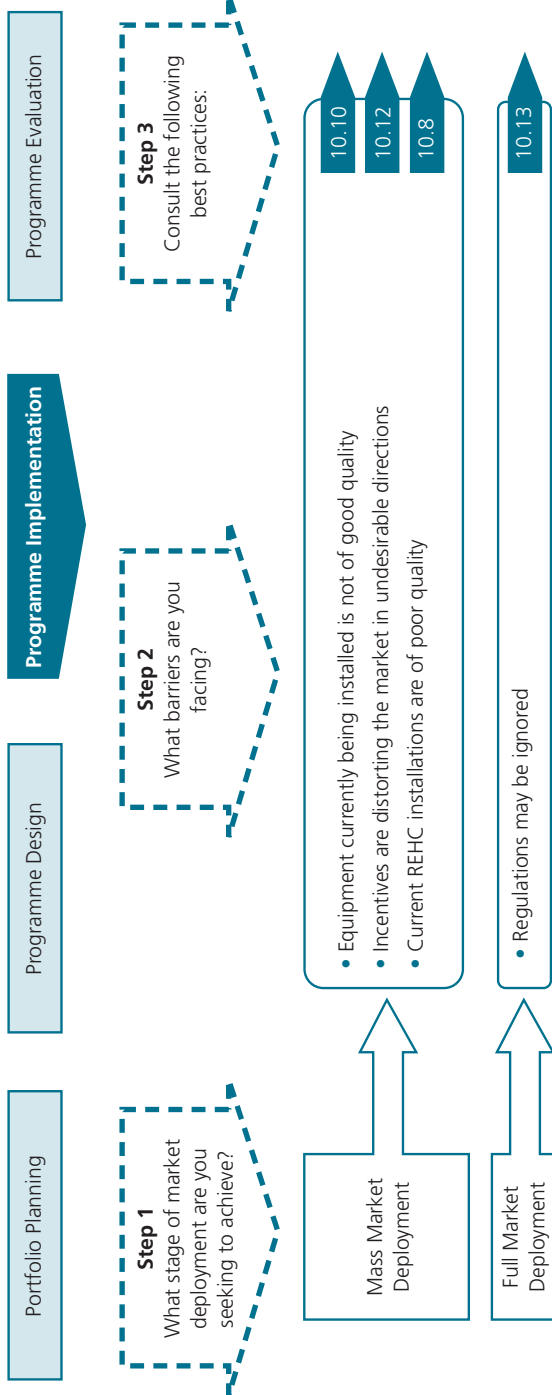 Portfolio Planning
Programme Design
Programme Implementation
Programme Evaluation
Step 1
What stage of market
deployment are you
seeking to achieve?
Step 2
What barriers are you
facing?
Step 3
Consult the following
best practices:
Mass Market
Deployment
• Equipment currently being installed is not of good quality
• Incentives are distorting the market in undesirable directions
• Current REHC installations are of poor quality
10.10
10.12
10.8
Full Market
Deployment
• Regulations may be ignored
10.13